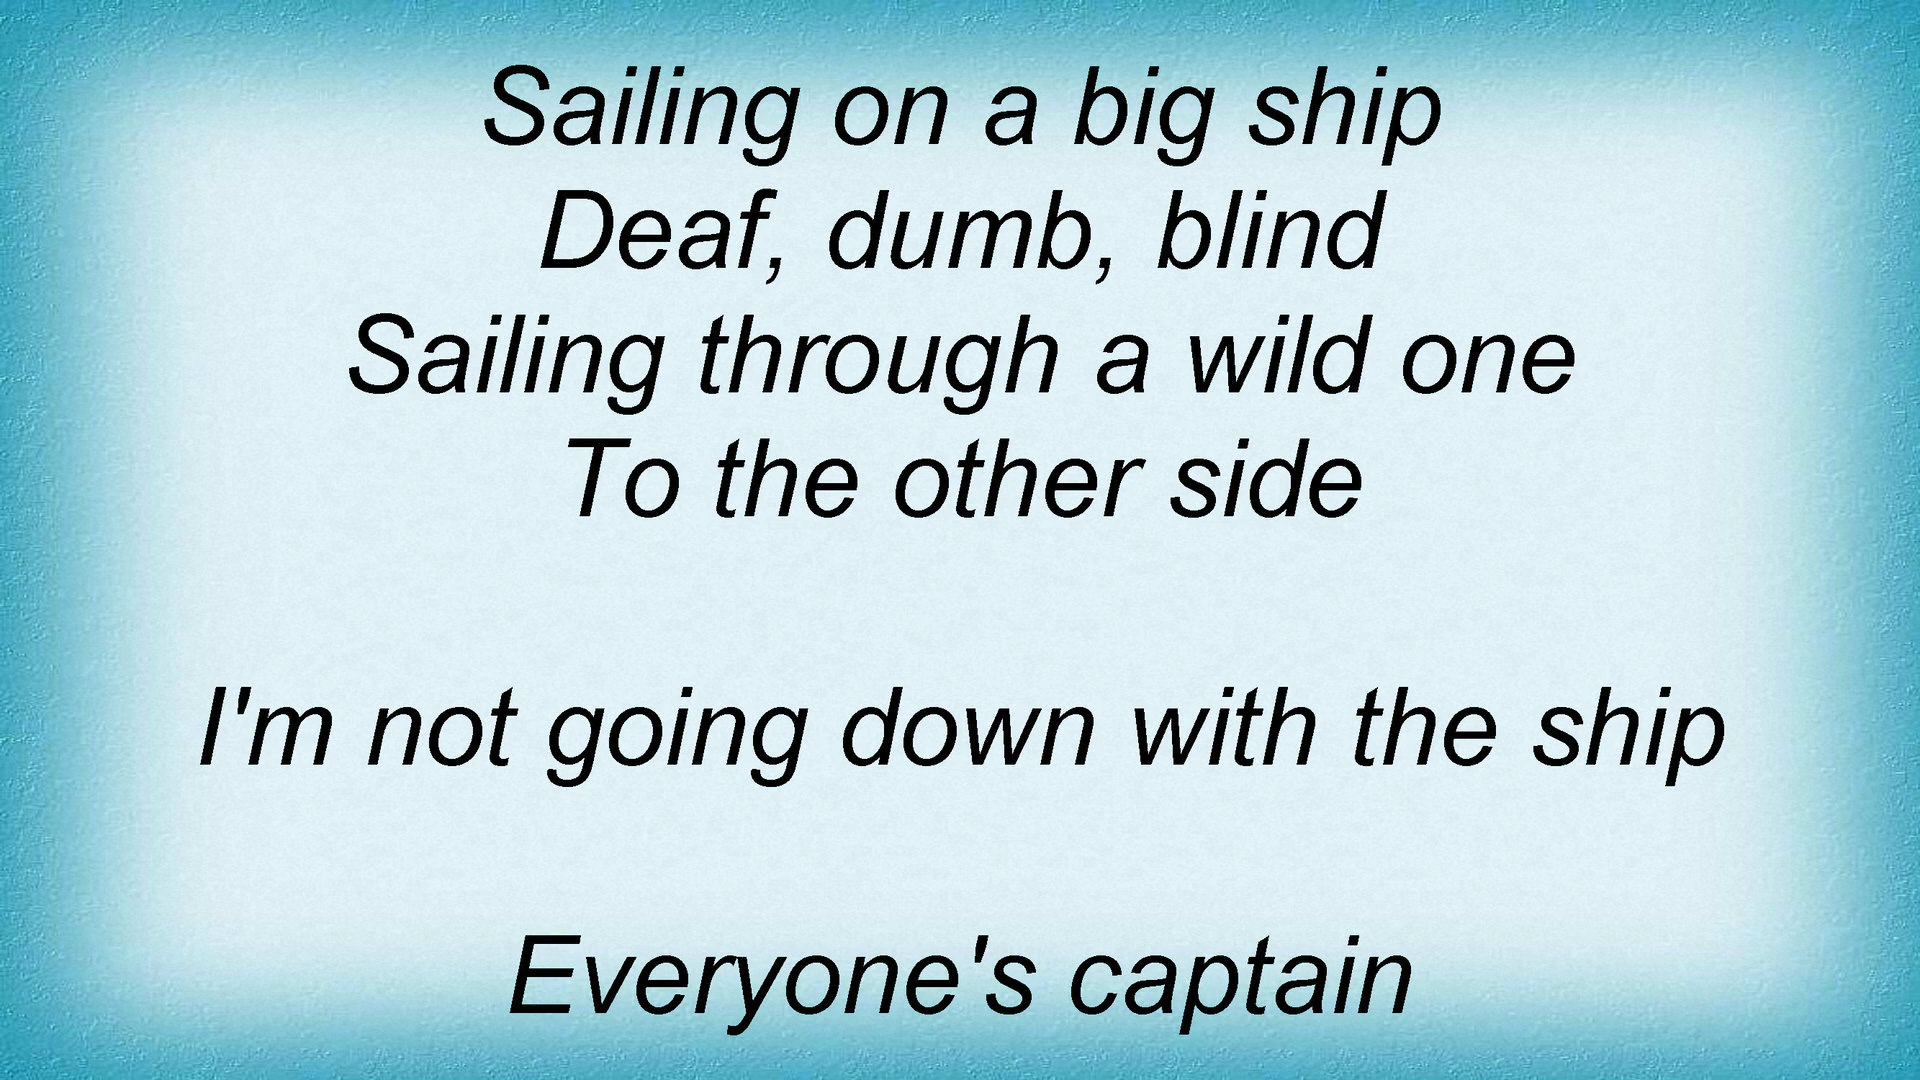 Sailing on a big ship
Deaf, dumb, blind
Sailing through a wild one
To the other side
I'm not going down with the ship
Everyone's captain